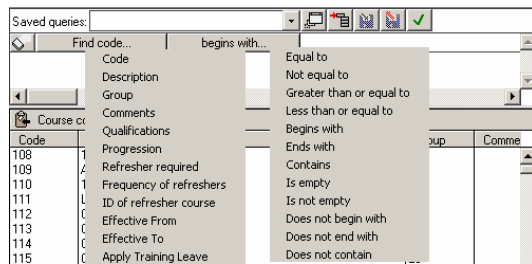 Saved queries:
Find code... begins with...
Code
Description
Group
Comments
Qualifications
Progression
Refresher required
Frequency of refreshers
ID of refresher course
Effective From
Effective To
Apply Training Leave
Equal to
Not equal to
Greater than or equal to
Less than or equal to
Begins with
Ends with
Contains
Is empty
Is not empty
Does not begin with
Does not end with
Does not contain
Course
Code
108
109
110
111
112
113
114
115